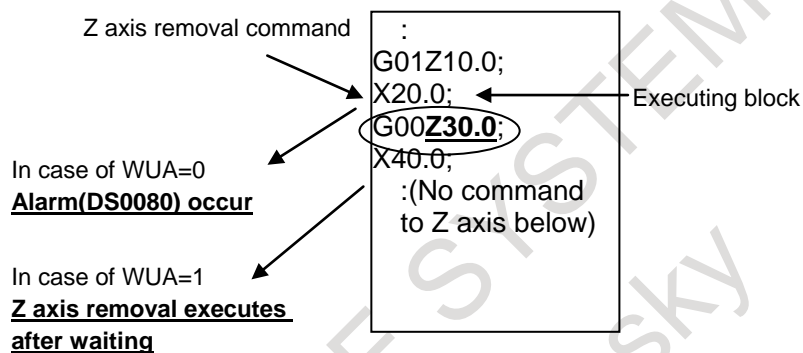 Z axis removal command
:
G01Z10.0;
X20.0;
Executing block
G00Z30.0;
X40.0;
:(No command
to Z axis below)
In case of WUA=0
Alarm(DS0080) occur
In case of WUA=1
Z axis removal executes
after waiting